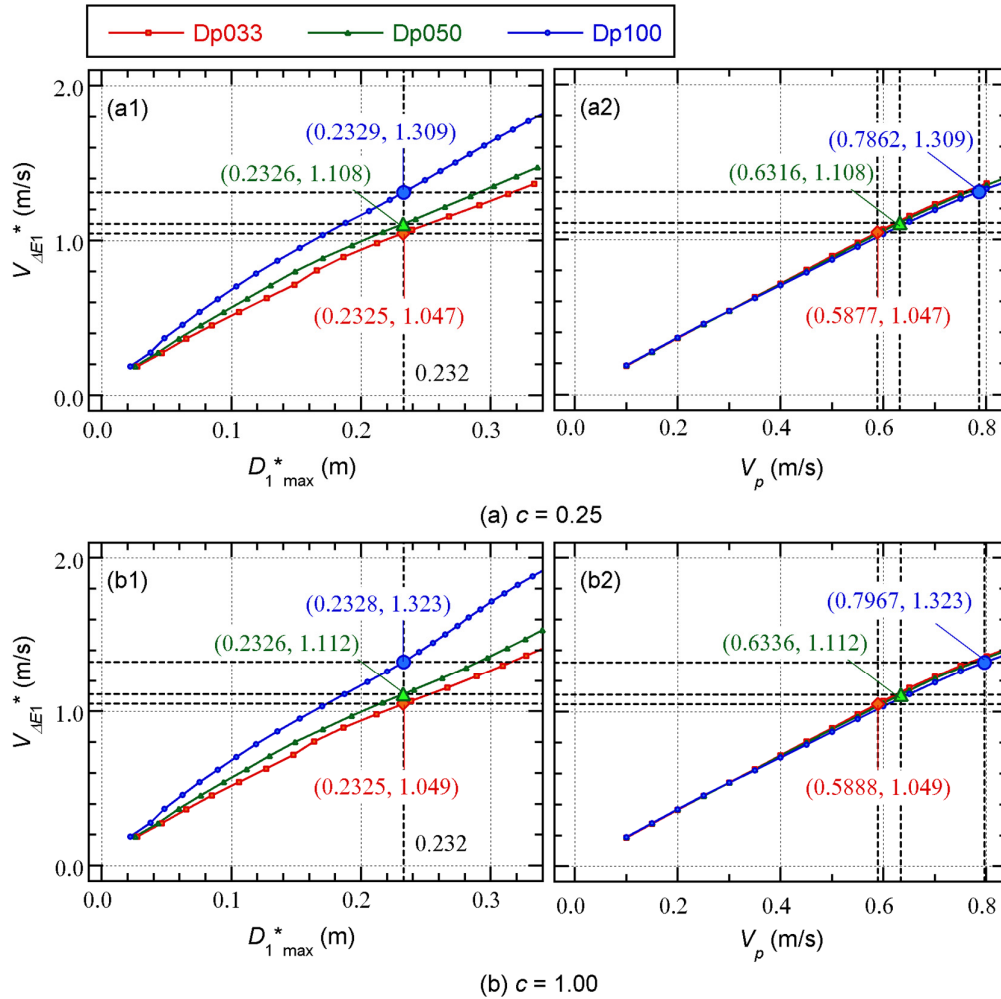 Dp033 Dp050 Dp100
(a1)
2.0
1.0
0.0
V_ΔE1* (m/s)
(0.2329, 1.309)
(0.2326, 1.108)
(0.2325, 1.047)
0.232
0.0 0.1 0.2 0.3
D_1*_max (m)
(a2)
(0.7862, 1.309)
(0.6316, 1.108)
(0.5877, 1.047)
0.0 0.2 0.4 0.6 0.8
V_p (m/s)
(a) c = 0.25
(b1)
2.0
1.0
0.0
V_ΔE1* (m/s)
(0.2328, 1.323)
(0.2326, 1.112)
(0.2325, 1.049)
0.232
0.0 0.1 0.2 0.3
D_1*_max (m)
(b2)
(0.7967, 1.323)
(0.6336, 1.112)
(0.5888, 1.049)
0.0 0.2 0.4 0.6 0.8
V_p (m/s)
(b) c = 1.00